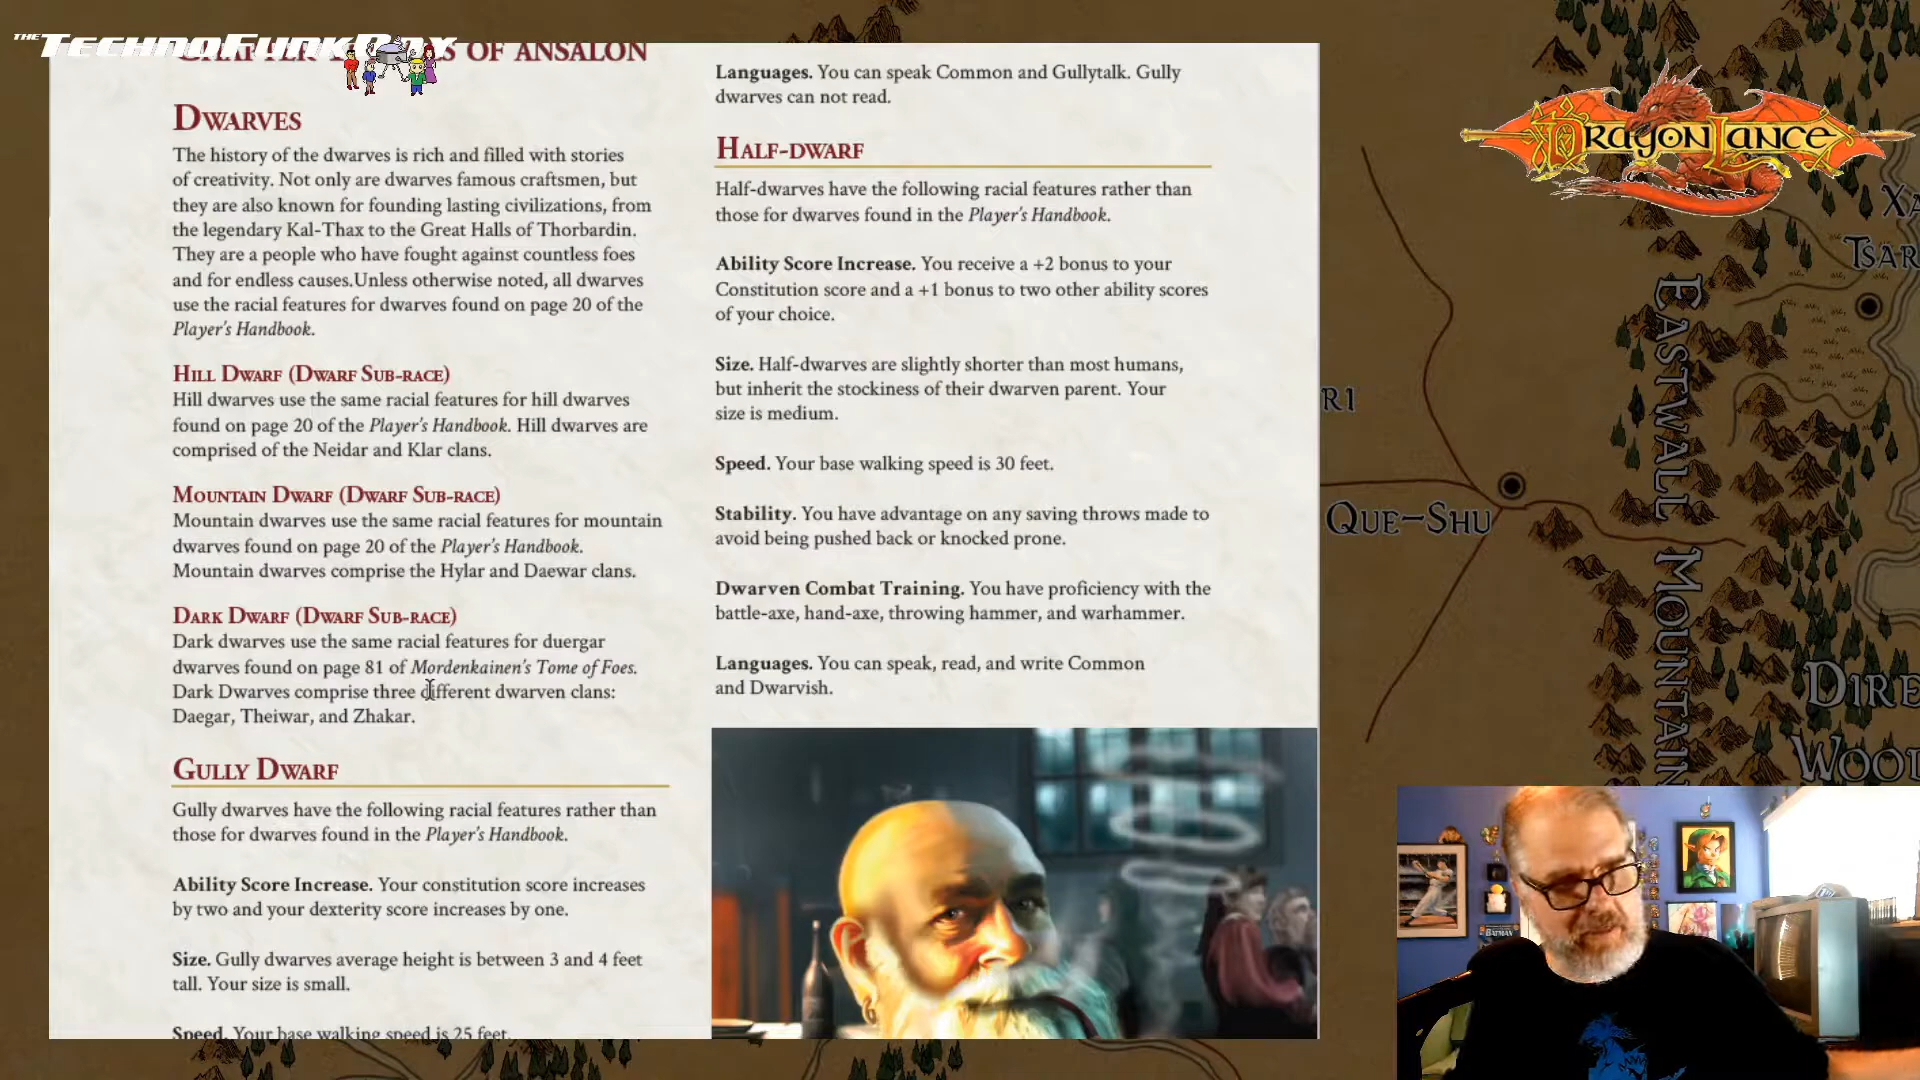 THE TECHNOFUNKBOY
OF ANSALON
DWARVES
The history of the dwarves is rich and filled with stories
of creativity. Not only are dwarves famous craftsmen, but
they are also known for founding lasting civilizations, from
the legendary Kal-Thax to the Great Halls of Thorbardin.
They are a people who have fought against countless foes
and for endless causes.Unless otherwise noted, all dwarves
use the racial features for dwarves found on page 20 of the
Player's Handbook.
HILL DWARF (DWARF SUB-RACE)
Hill dwarves use the same racial features for hill dwarves
found on page 20 of the Player's Handbook. Hill dwarves are
comprised of the Neidar and Klar clans.
MOUNTAIN DWARF (DWARF SUB-RACE)
Mountain dwarves use the same racial features for mountain
dwarves found on page 20 of the Player's Handbook.
Mountain dwarves comprise the Hylar and Daewar clans.
DARK DWARF (DWARF SUB-RACE)
Dark dwarves use the same racial features for duergar
dwarves found on page 81 of Mordenkainen's Tome of Foes.
Dark Dwarves comprise three different dwarven clans:
Daegar, Theiwar, and Zhakar.
GULLY DWARF
Gully dwarves have the following racial features rather than
those for dwarves found in the Player's Handbook.
Ability Score Increase. Your constitution score increases
by two and your dexterity score increases by one.
Size. Gully dwarves average height is between 3 and 4 feet
tall. Your size is small.
Speed. Your base walking speed is 25 feet.
Languages. You can speak Common and Gullytalk. Gully
dwarves can not read.
HALF-DWARF
Half-dwarves have the following racial features rather than
those for dwarves found in the Player's Handbook.
Ability Score Increase. You receive a +2 bonus to your
Constitution score and a +1 bonus to two other ability scores
of your choice.
Size. Half-dwarves are slightly shorter than most humans,
but inherit the stockiness of their dwarven parent. Your
size is medium.
Speed. Your base walking speed is 30 feet.
Stability. You have advantage on any saving throws made to
avoid being pushed back or knocked prone.
Dwarven Combat Training. You have proficiency with the
battle-axe, hand-axe, throwing hammer, and warhammer.
Languages. You can speak, read, and write Common
and Dwarvish.
DRAGONLANCE
XA
TSAR
EASTWALL MOUNTAIN
RI
QUE-SHU
DIRE
WOOD
BATMAN